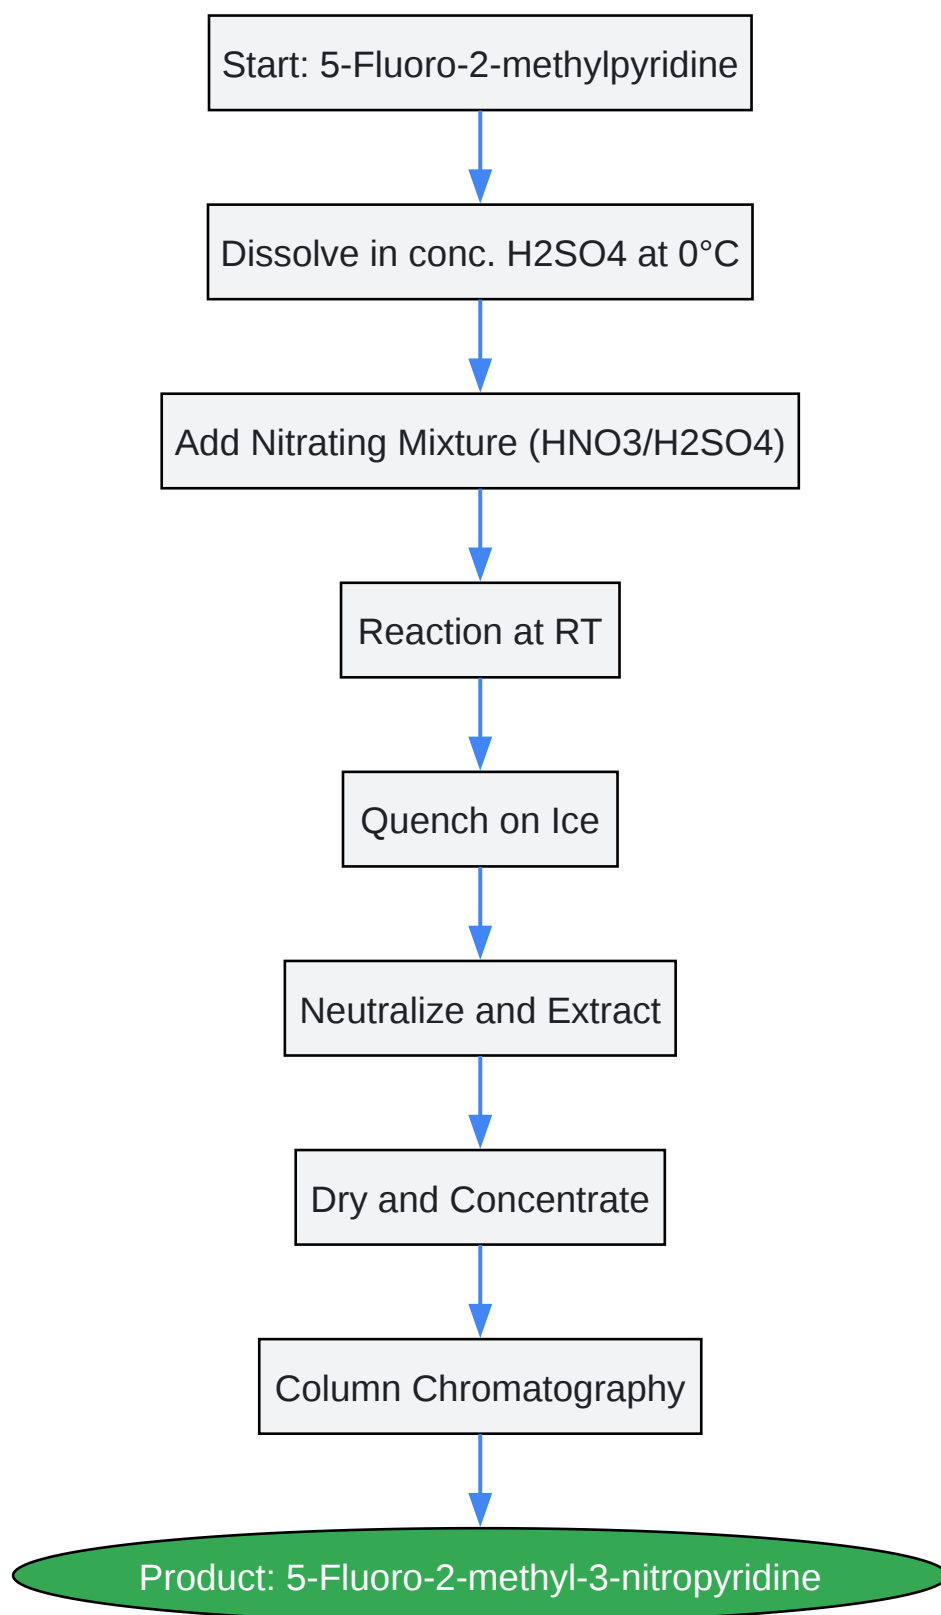 Start: 5-Fluoro-2-methylpyridine
Dissolve in conc. H2SO4 at 0°C
Add Nitrating Mixture (HNO3/H2SO4)
Reaction at RT
Quench on Ice
Neutralize and Extract
Dry and Concentrate
Column Chromatography
Product: 5-Fluoro-2-methyl-3-nitropyridine